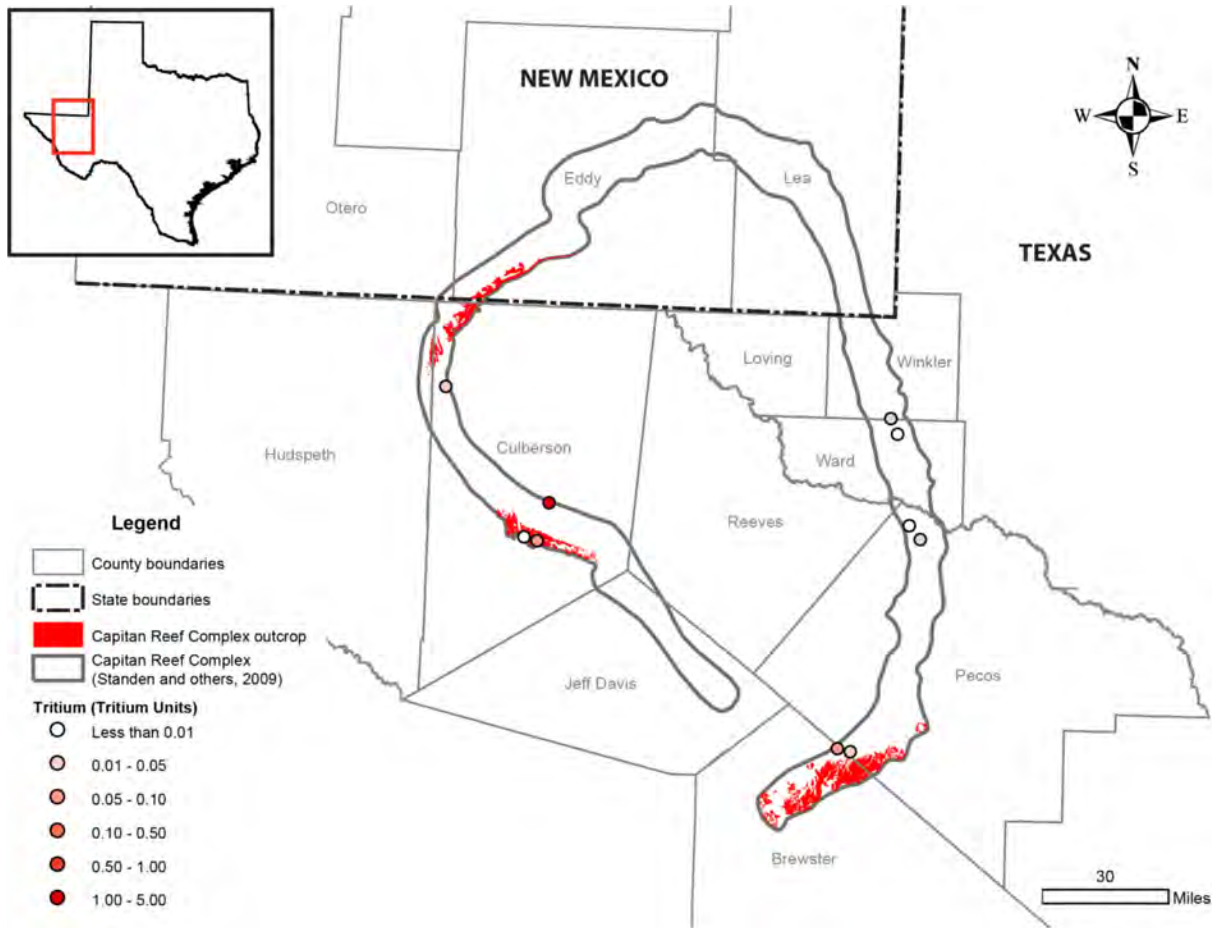 NEW MEXICO
N
W
E
S
Eddy
Lea
Otero
TEXAS
Loving
Winkler
Hudspeth
Culberson
Ward
Reeves
Legend
County boundaries
State boundaries
Capitan Reef Complex outcrop
Capitan Reef Complex
(Standen and others, 2009)
Jeff Davis
Pecos
Tritium (Tritium Units)
Less than 0.01
0.01 - 0.05
0.05 - 0.10
0.10 - 0.50
0.50 - 1.00
1.00 - 5.00
Brewster
30
Miles